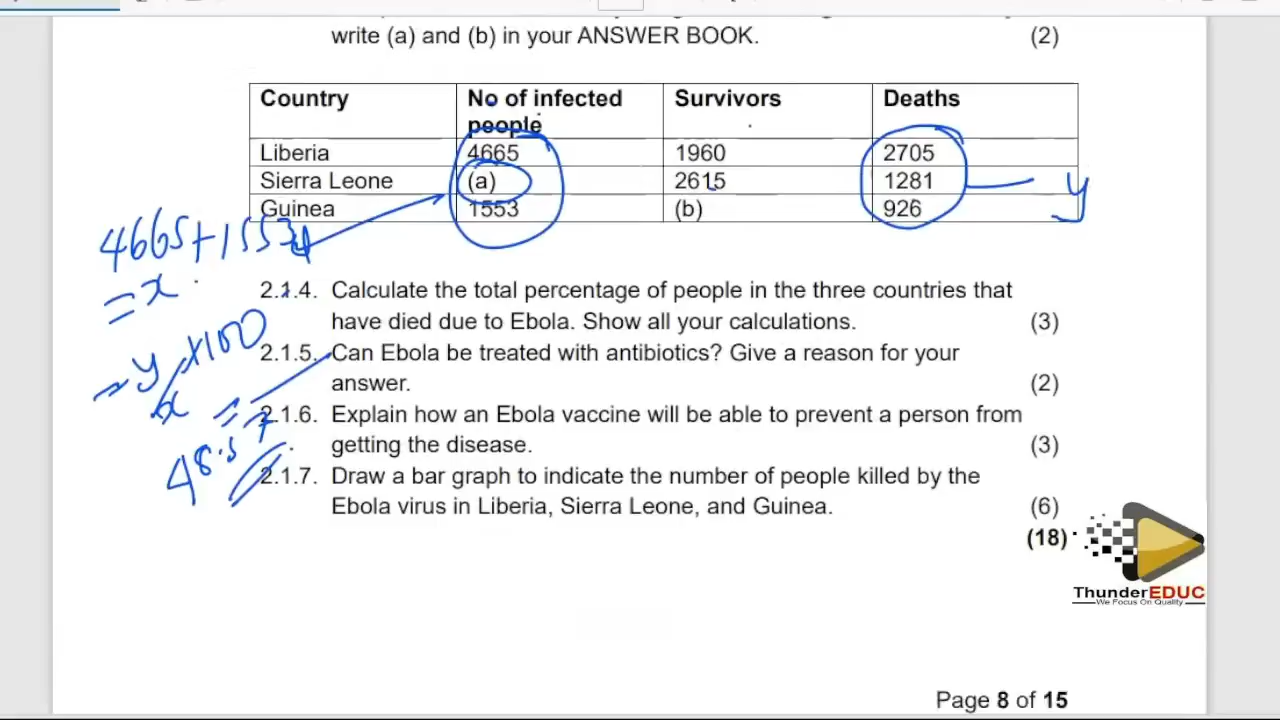 write (a) and (b) in your ANSWER BOOK. (2)
Country No of infected people Survivors Deaths
Liberia 4665 1960 2705
Sierra Leone (a) 2615 1281
Guinea 1553 (b) 926
y
4665+1553+
=x
2.1.4. Calculate the total percentage of people in the three countries that
have died due to Ebola. Show all your calculations. (3)
y x100
x
2.1.5. Can Ebola be treated with antibiotics? Give a reason for your
answer. (2)
=
48.57
2.1.6. Explain how an Ebola vaccine will be able to prevent a person from
getting the disease. (3)
2.1.7. Draw a bar graph to indicate the number of people killed by the
Ebola virus in Liberia, Sierra Leone, and Guinea. (6)
(18)
ThunderEDUC
We Focus On Quality
Page 8 of 15